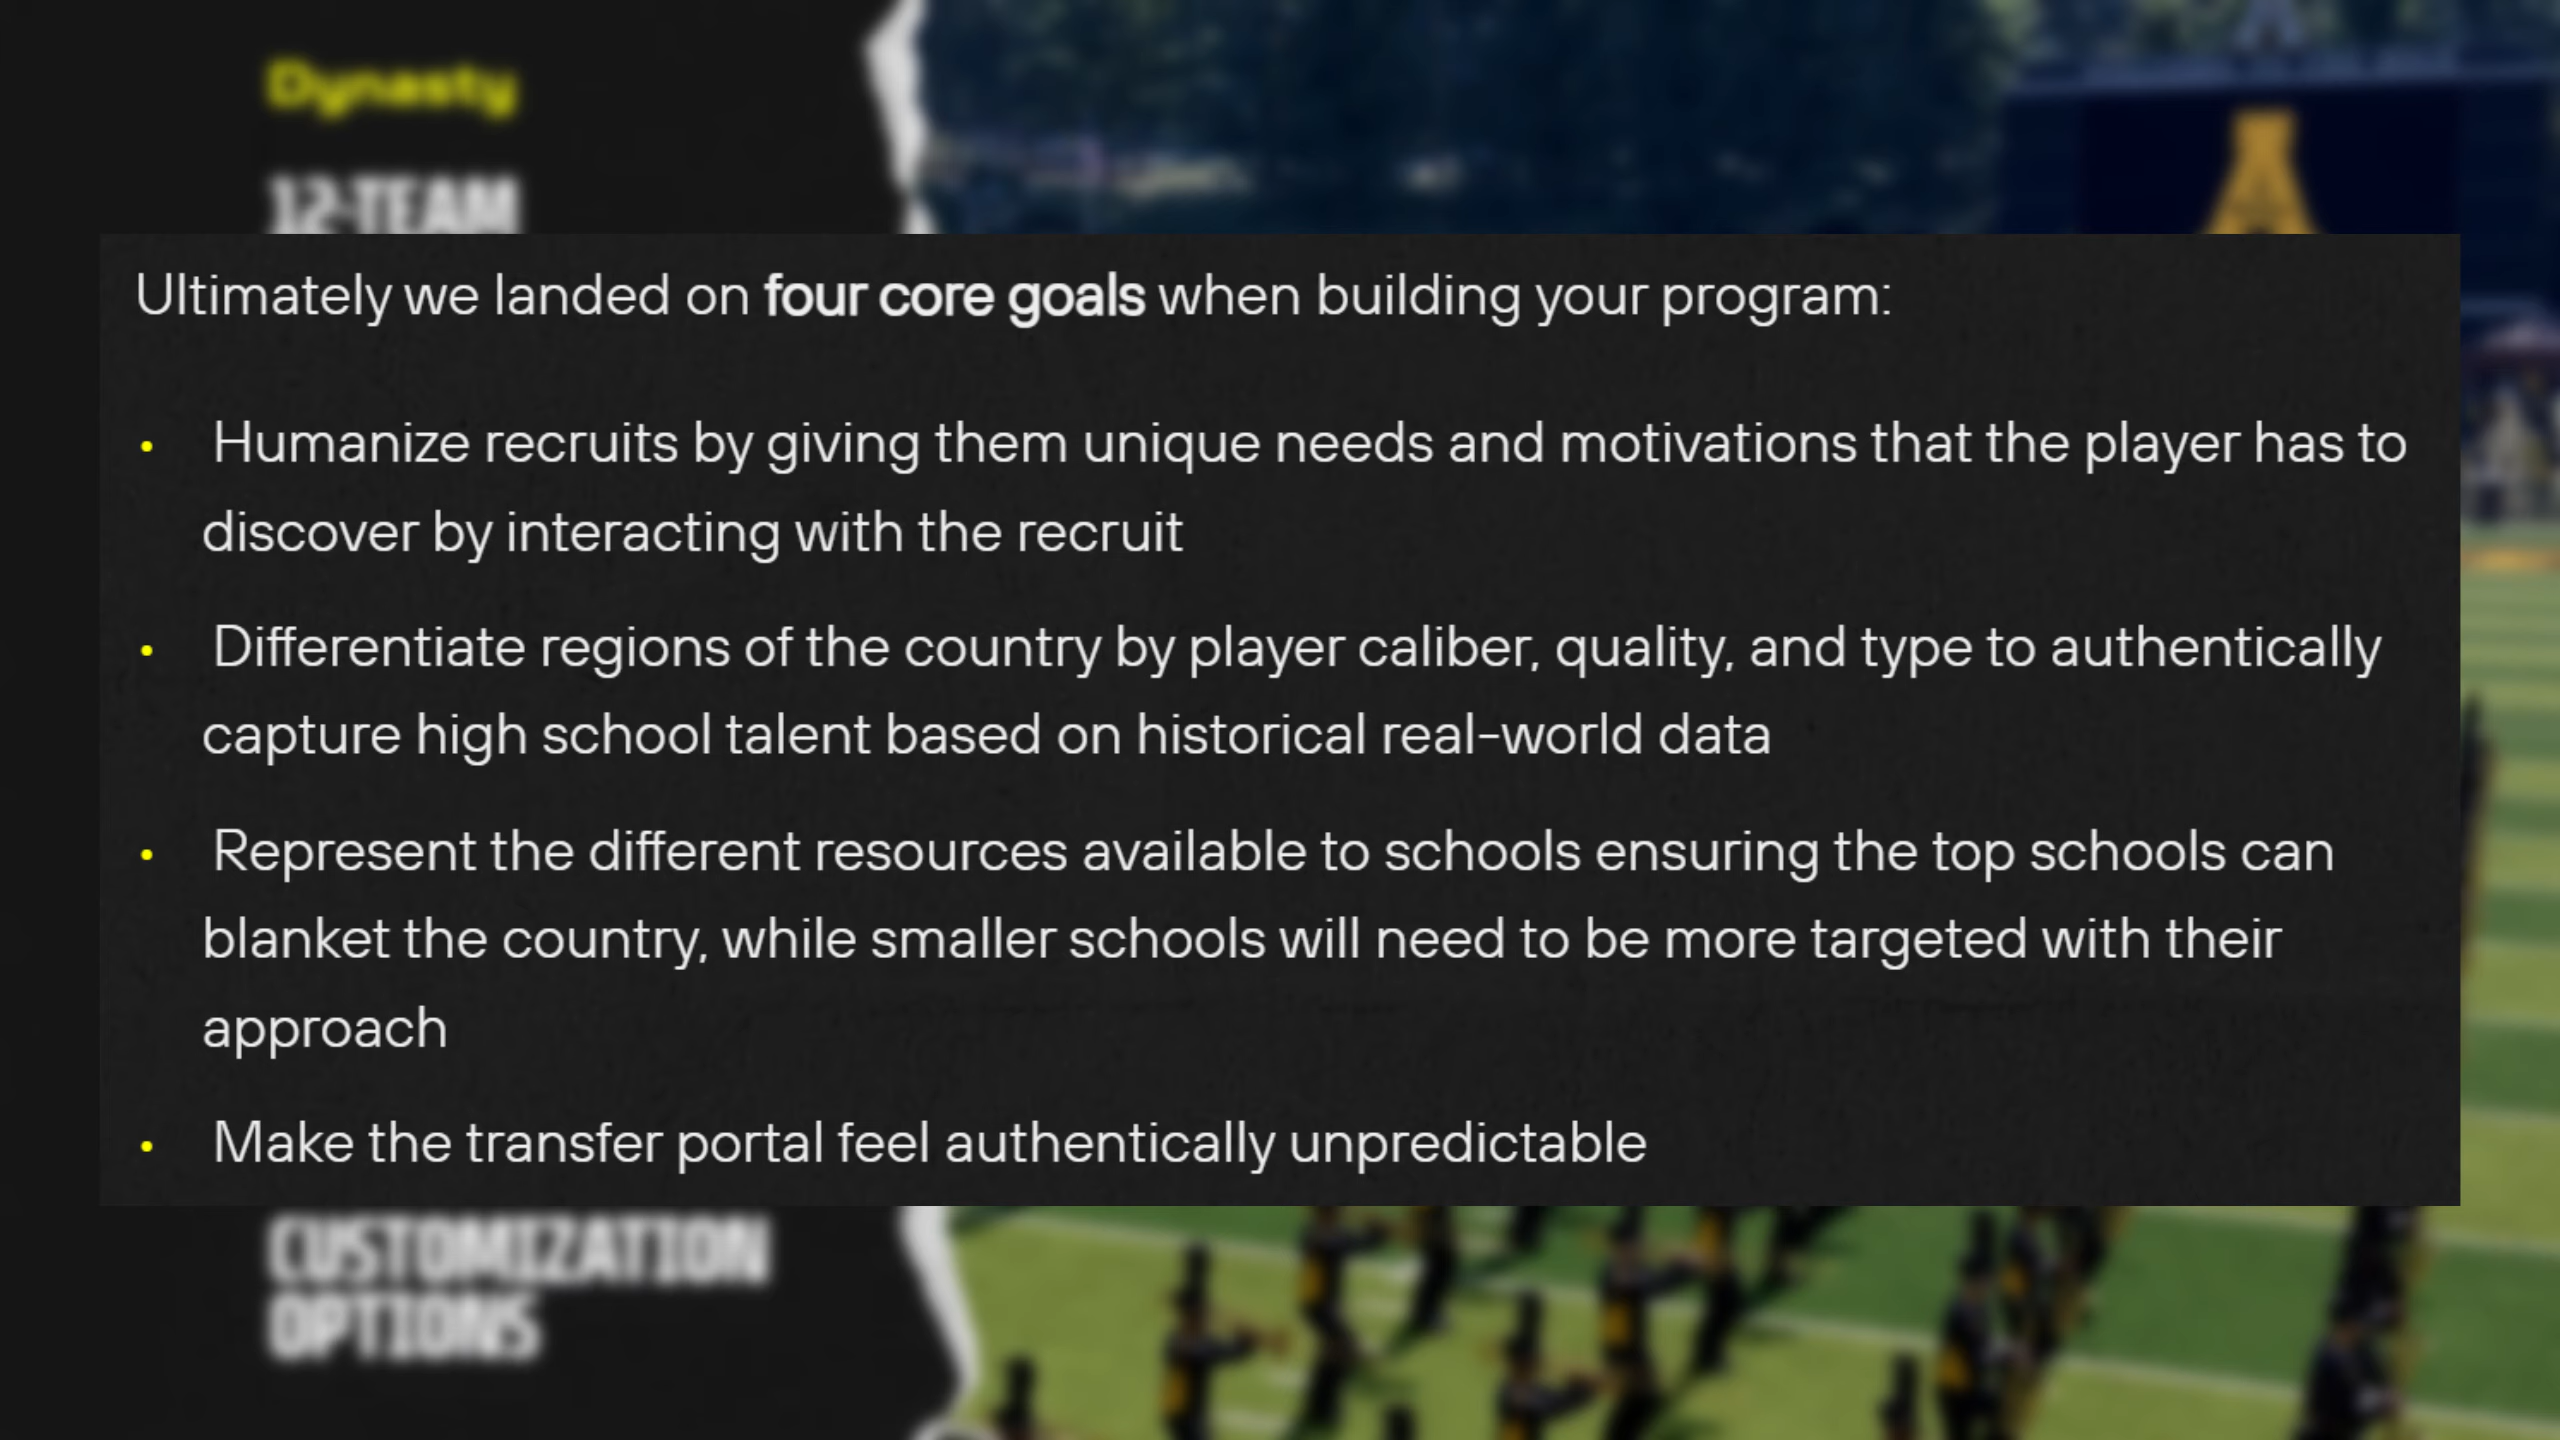 Dynasty
12-TEAM
Ultimately we landed on four core goals when building your program:
• Humanize recruits by giving them unique needs and motivations that the player has to
discover by interacting with the recruit
• Differentiate regions of the country by player caliber, quality, and type to authentically
capture high school talent based on historical real-world data
• Represent the different resources available to schools ensuring the top schools can
blanket the country, while smaller schools will need to be more targeted with their
approach
• Make the transfer portal feel authentically unpredictable
CUSTOMIZATION
OPTIONS